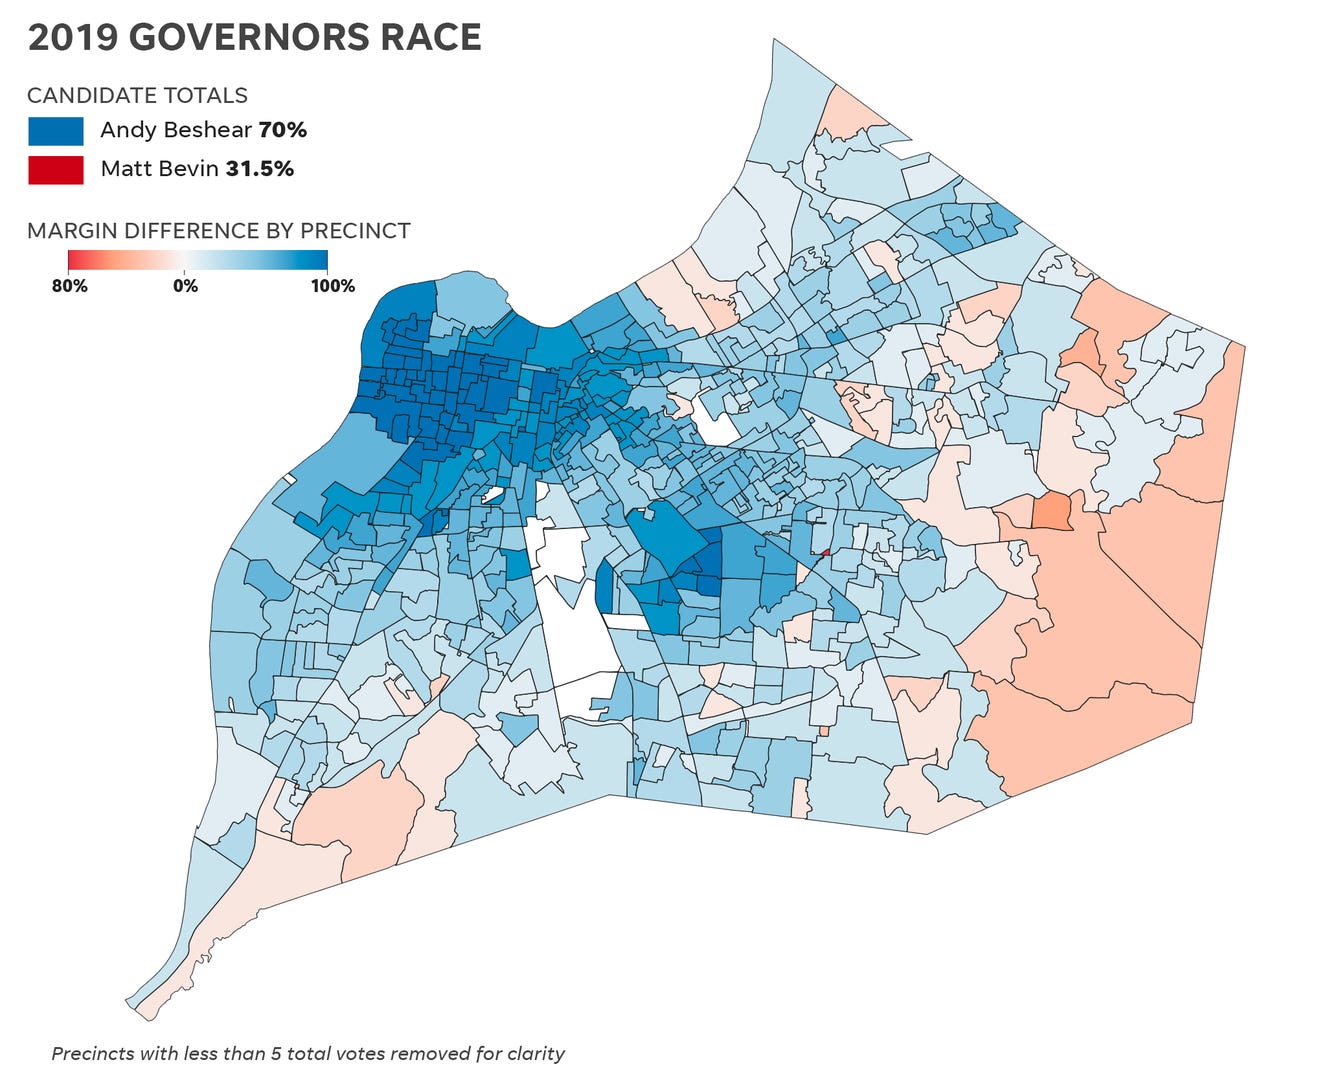 2019 GOVERNORS RACE
CANDIDATE TOTALS
Andy Beshear 70%
Matt Bevin 31.5%
MARGIN DIFFERENCE BY PRECINCT
80% 0% 100%
Precincts with less than 5 total votes removed for clarity